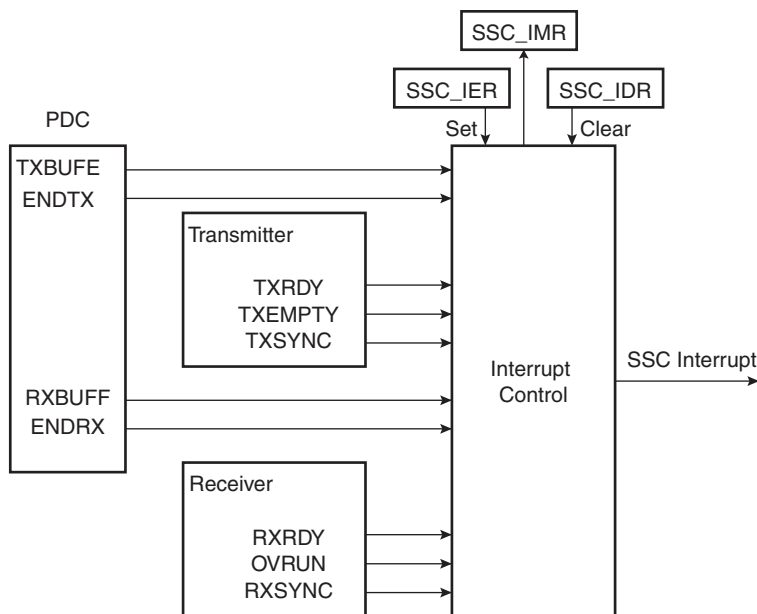 SSC_IMR
SSC_IER
SSC_IDR
Set
Clear
PDC
TXBUFE
ENDTX
Transmitter
TXRDY
TXEMPTY
TXSYNC
RXBUFF
ENDRX
Interrupt
Control
SSC Interrupt
Receiver
RXRDY
OVRUN
RXSYNC